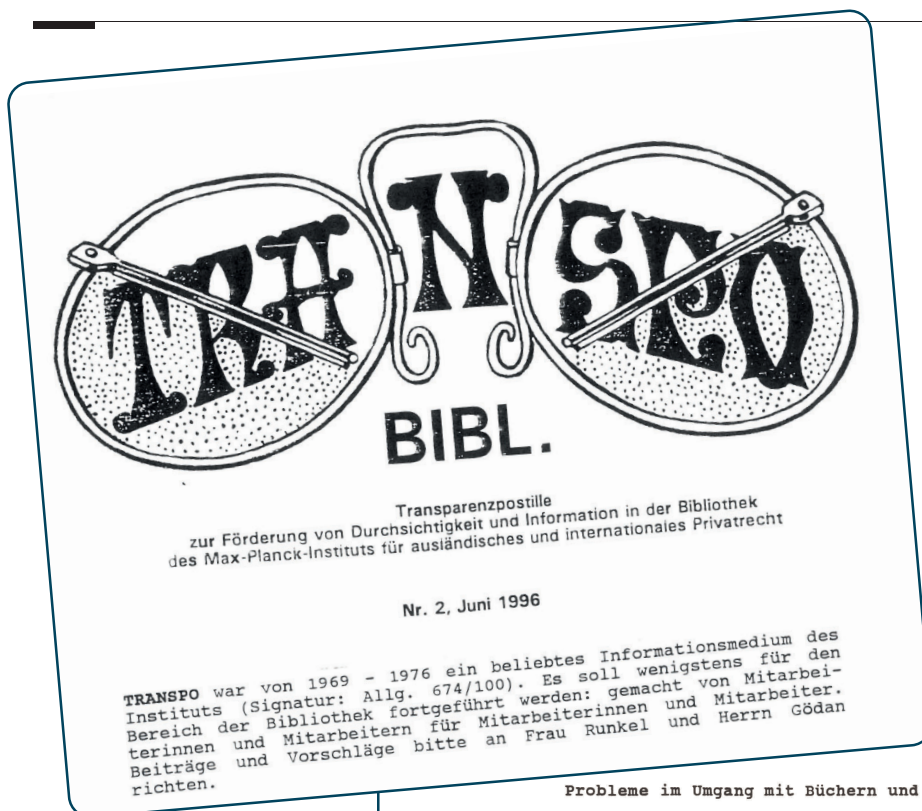 TRANSPO
BIBL.
Transparenzpostille
zur Förderung von Durchsichtigkeit und Information in der Bibliothek
des Max-Planck-Instituts für ausländisches und internationales Privatrecht
Nr. 2, Juni 1996
TRANSPO war von 1969 - 1976 ein beliebtes Informationsmedium des
Instituts (Signatur: Allg. 674/100). Es soll wenigstens für den
Bereich der Bibliothek fortgeführt werden: gemacht von Mitarbei-
terinnen und Mitarbeitern für Mitarbeiterinnen und Mitarbeiter.
Beiträge und Vorschläge bitte an Frau Runkel und Herrn Gödan
richten.
Probleme im Umgang mit Büchern und